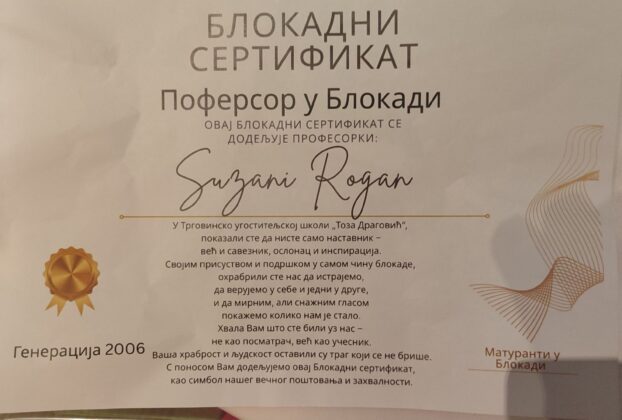 БЛОКАДНИ
СЕРТИФИКАТ
Поферсор у Блокади
ОВАЈ БЛОКАДНИ СЕРТИФИКАТ СЕ
ДОДЕЉУЈЕ ПРОФЕСОРКИ:
Suzani Rogan
У Трговинско угоститељској школи „Тоза Драговић“,
показали сте да нисте само наставник –
већ и савезник, ослонац и инспирација.
Својим присуством и подршком у самом чину блокаде,
охрабрили сте нас да истрајемо,
да верујемо у себе и једни у друге,
и да мирним, али снажним гласом
покажемо колико нам је стало.
Хвала Вам што сте били уз нас –
не као посматрач, већ као учесник.
Ваша храброст и људскост оставили су траг који се не брише.
С поносом Вам додељујемо овај Блокадни сертификат,
као симбол нашег вечног поштовања и захвалности.
Генерација 2006
Матуранти у
Блокади